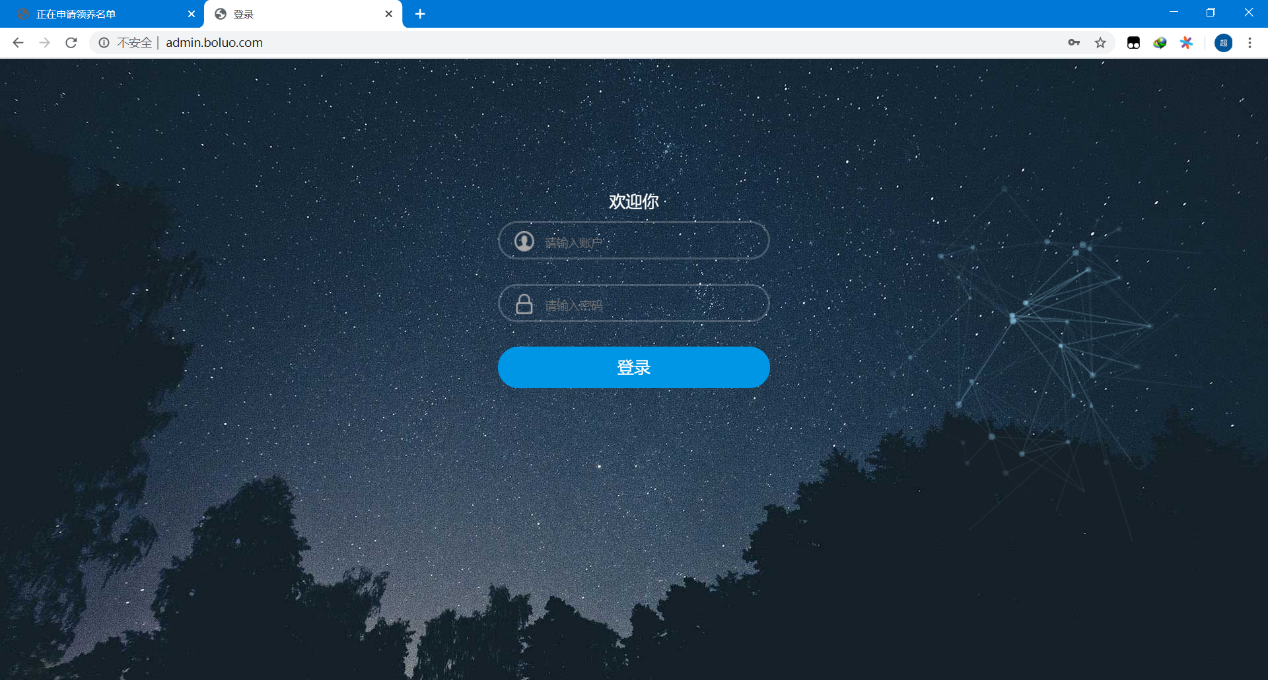 正在申请领养名单
登录
不安全 | admin.boluo.com
超
欢迎你
请输入账户
请输入密码
登录